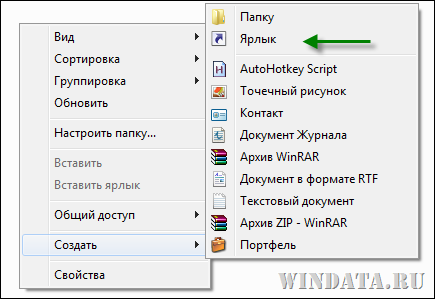 Вид
Сортировка
Группировка
Обновить
Настроить папку...
Вставить
Вставить ярлык
Общий доступ
Создать
Свойства
Папку
Ярлык
AutoHotkey Script
Точечный рисунок
Контакт
Документ Журнала
Архив WinRAR
Документ в формате RTF
Текстовый документ
Архив ZIP - WinRAR
Портфель
WINDATA.RU